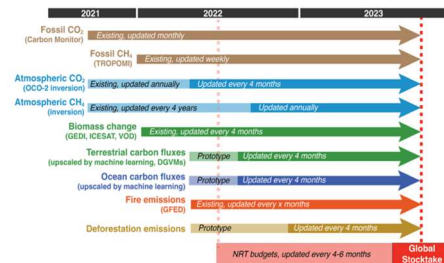 2021 2022 2023
Fossil CO₂
(Carbon Monitor)
Existing, updated monthly
Fossil CH₄
(TROPOMI)
Existing, updated weekly
Atmospheric CO₂
(OCO-2 inversion)
Existing, updated annually Updated every 4 months
Atmospheric CH₄
(inversion)
Existing, updated every 4 years Updated annually
Biomass change
(GEDI, ICESAT, VOD)
Existing, updated every 4 months
Terrestrial carbon fluxes
(upscaled by machine learning, DGVMs)
Prototype Updated every 4 months
Ocean carbon fluxes
(upscaled by machine learning)
Prototype Updated every 4 months
Fire emissions
(GFED)
Existing, updated every x months
Deforestation emissions
Prototype Updated every 4 months
NRT budgets, updated every 4-6 months
Global
Stocktake